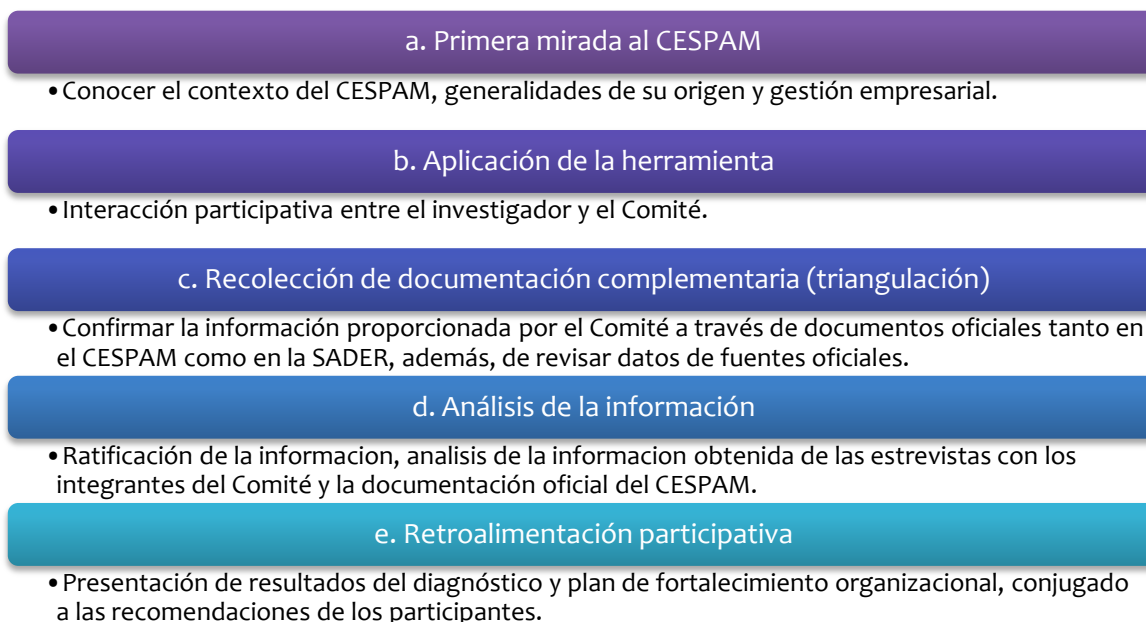 a. Primera mirada al CESPAM
•Conocer el contexto del CESPAM, generalidades de su origen y gestión empresarial.
b. Aplicación de la herramienta
•Interacción participativa entre el investigador y el Comité.
c. Recolección de documentación complementaria (triangulación)
•Confirmar la información proporcionada por el Comité a través de documentos oficiales tanto en
el CESPAM como en la SADER, además, de revisar datos de fuentes oficiales.
d. Análisis de la información
•Ratificación de la informacion, analisis de la informacion obtenida de las estrevistas con los
integrantes del Comité y la documentación oficial del CESPAM.
e. Retroalimentación participativa
•Presentación de resultados del diagnóstico y plan de fortalecimiento organizacional, conjugado
a las recomendaciones de los participantes.